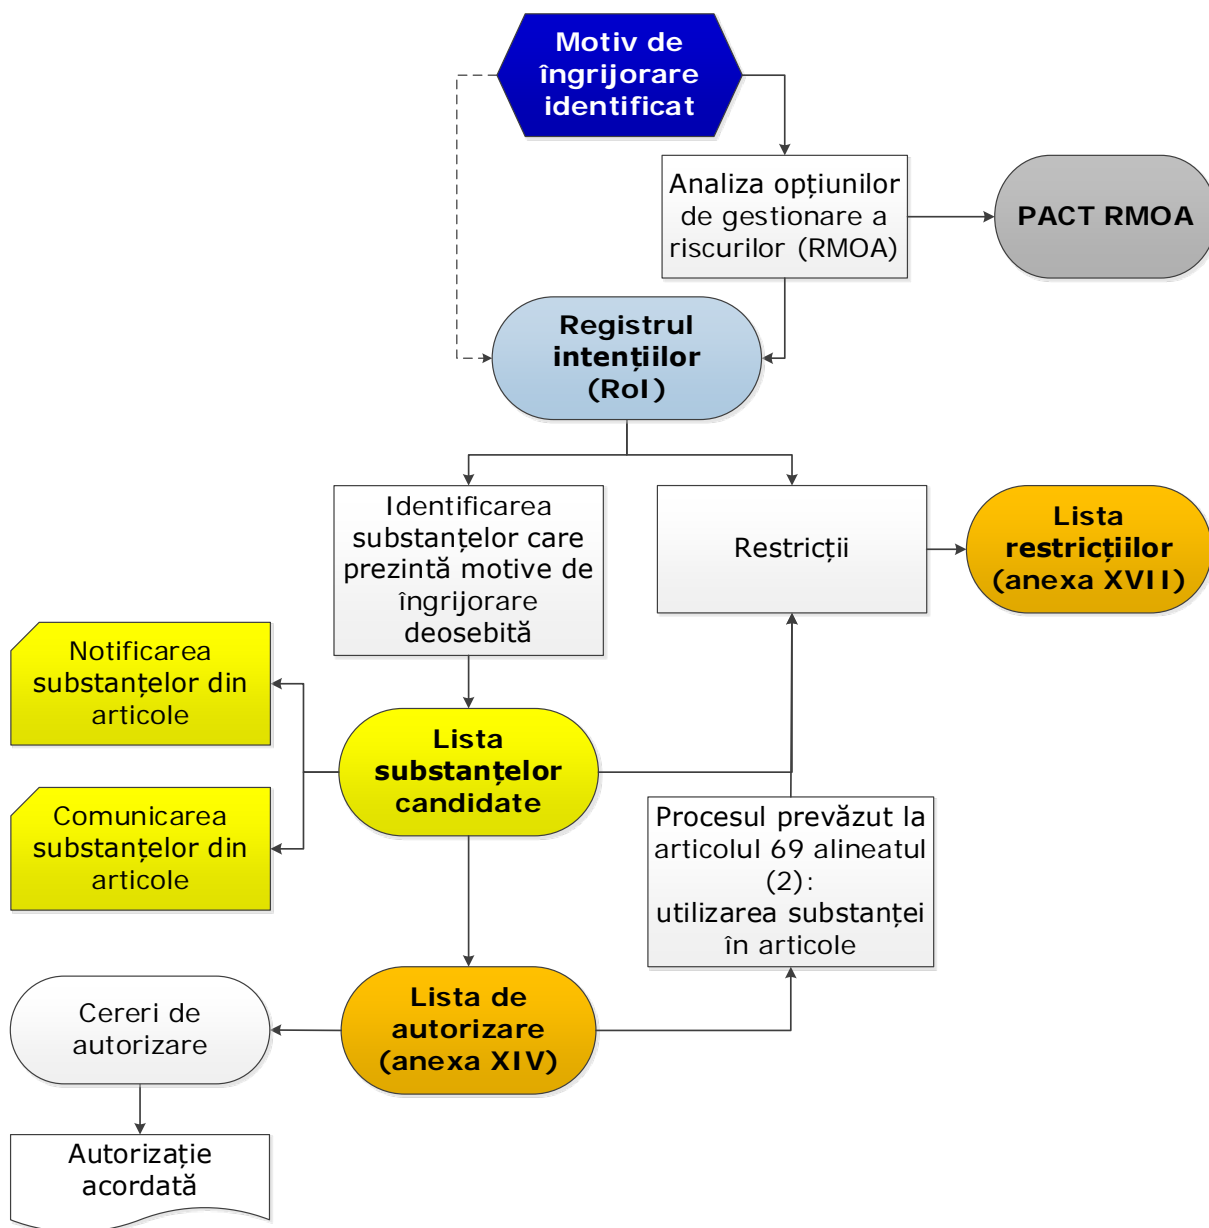 Motiv de
îngrijorare
identificat
Analiza opțiunilor
de gestionare a
riscurilor (RMOA)
PACT RMOA
Registrul
intențiilor
(RoI)
Identificarea
substanțelor care
prezintă motive de
îngrijorare
deosebită
Restricții
Lista
restricțiilor
(anexa XVII)
Notificarea
substanțelor din
articole
Lista
substanțelor
candidate
Comunicarea
substanțelor din
articole
Procesul prevăzut la
articolul 69 alineatul
(2):
utilizarea substanței
în articole
Cereri de
autorizare
Lista de
autorizare
(anexa XIV)
Autorizație
acordată